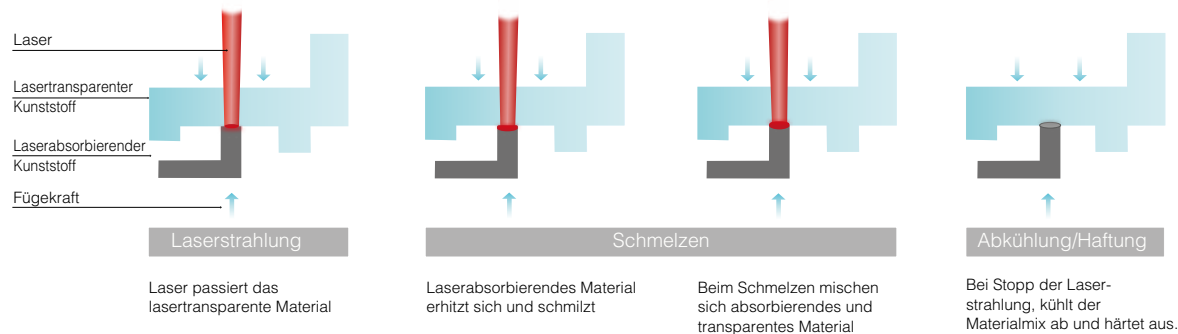 Laser
Lasertransparenter
Kunststoff
Laserabsorbierender
Kunststoff
Fügekraft
Laserstrahlung
Schmelzen
Abkühlung/Haftung
Laser passiert das
lasertransparente Material
Laserabsorbierendes Material
erhitzt sich und schmilzt
Beim Schmelzen mischen
sich absorbierendes und
transparentes Material
Bei Stopp der Laser-
strahlung, kühlt der
Materialmix ab und härtet aus.